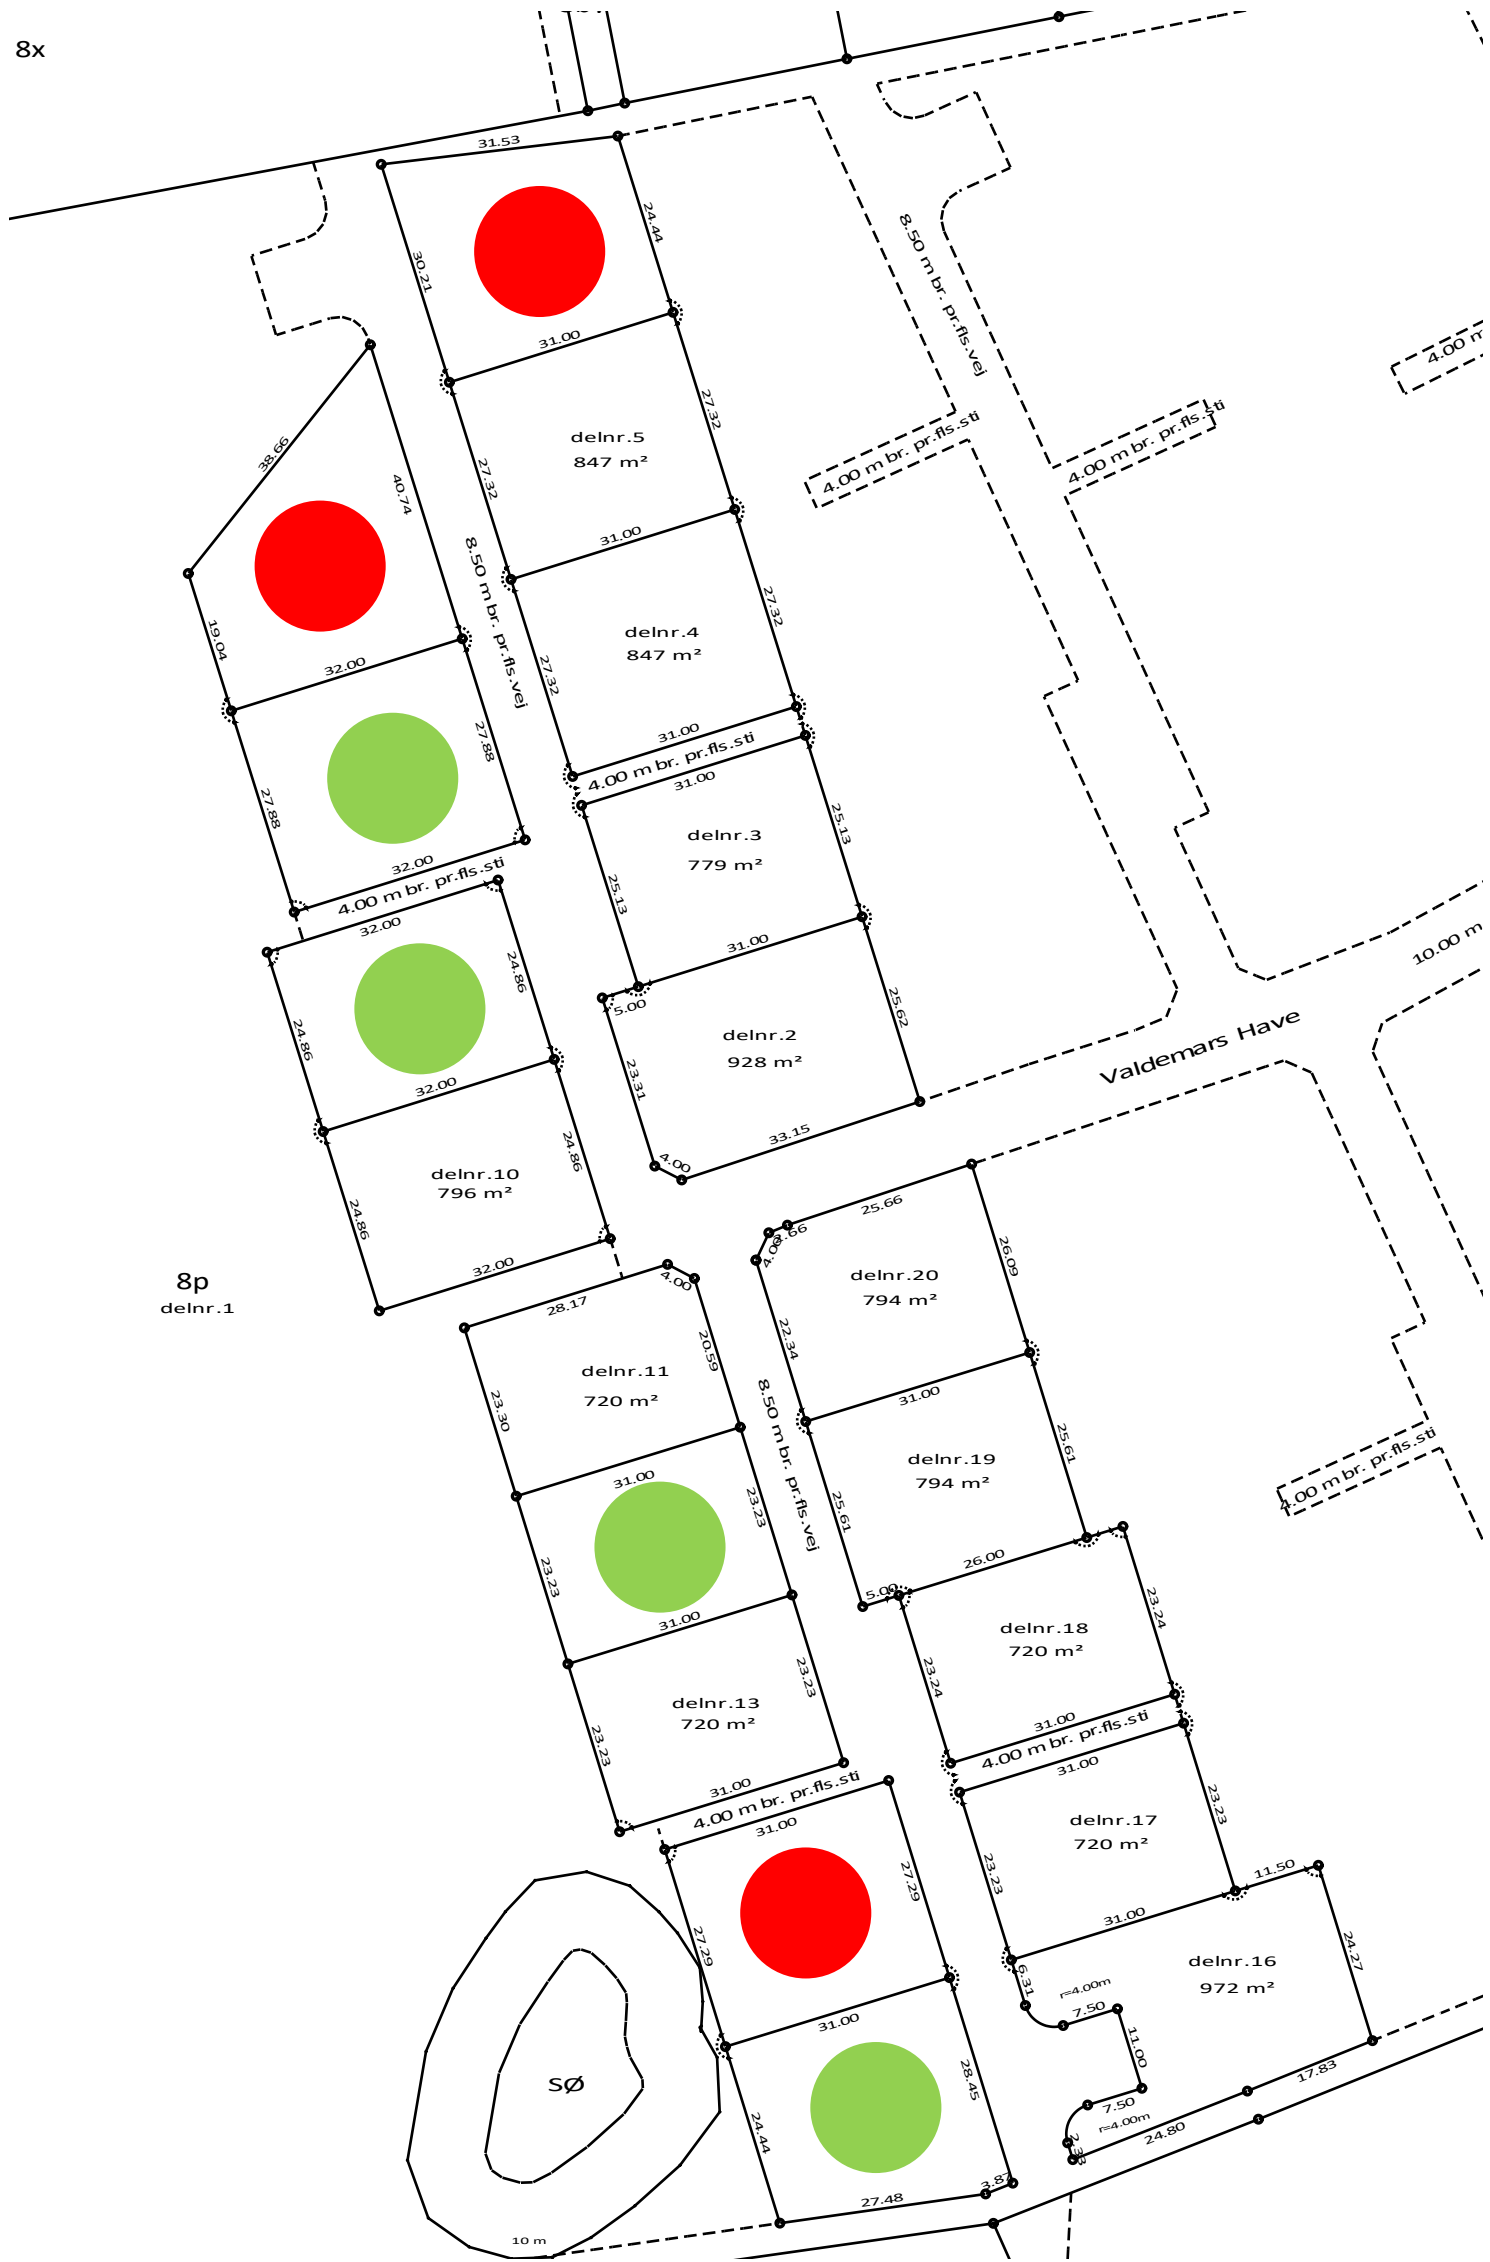 8x
31.53
24.44
30.21
31.00
8.50 m br. pr.fls.vej
4.00 m
delnr.5
847 m²
27.32
27.32
31.00
4.00 m br. pr.fls.sti
4.00 m br. pr.fls.sti
38.66
40.74
19.04
32.00
8.50 m br. pr.fls.vej
delnr.4
847 m²
27.32
27.32
31.00
4.00 m br. pr.fls.sti
31.00
27.88
27.88
32.00
4.00 m br. pr.fls.sti
32.00
delnr.3
779 m²
25.13
25.13
31.00
5.00
24.86
24.86
32.00
delnr.2
928 m²
25.62
23.31
33.15
4.00
10.00 m
Valdemars Have
delnr.10
796 m²
24.86
24.86
32.00
8p
delnr.1
28.17
4.00
25.66
4.00
delnr.20
794 m²
26.09
22.34
31.00
delnr.11
720 m²
20.59
23.30
31.00
8.50 m br. pr.fls.vej
delnr.19
794 m²
25.61
25.61
26.00
5.00
4.00 m br. pr.fls.sti
23.23
23.23
31.00
delnr.18
720 m²
23.24
23.24
31.00
4.00 m br. pr.fls.sti
31.00
delnr.13
720 m²
23.23
23.23
31.00
4.00 m br. pr.fls.sti
31.00
delnr.17
720 m²
23.23
23.23
31.00
11.50
27.29
27.29
31.00
delnr.16
972 m²
24.27
6.31
r=4.00m
7.50
11.00
7.50
r=4.00m
24.80
17.83
SØ
28.45
24.44
27.48
3.87
10 m